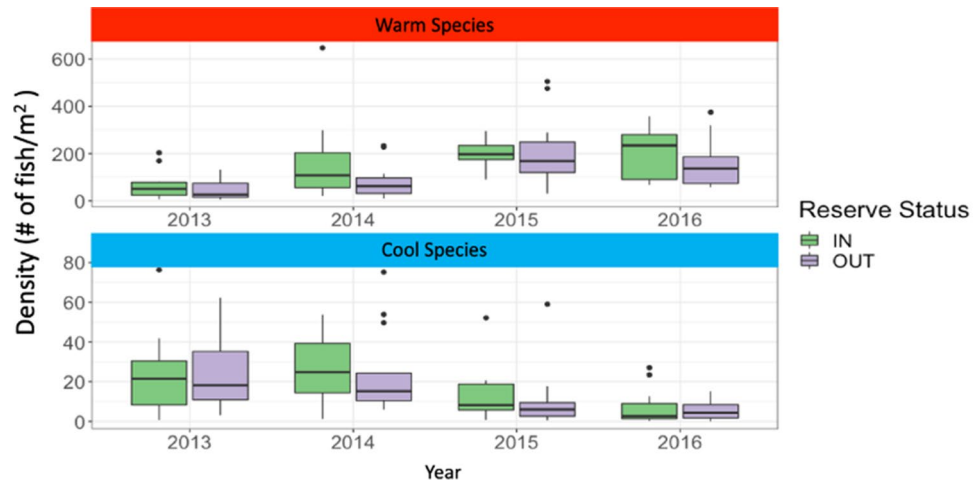 Warm Species
Density (# of fish/m² )
600
400
200
0
2013 2014 2015 2016
Reserve Status
IN
OUT
Cool Species
80
60
40
20
0
2013 2014 2015 2016
Year